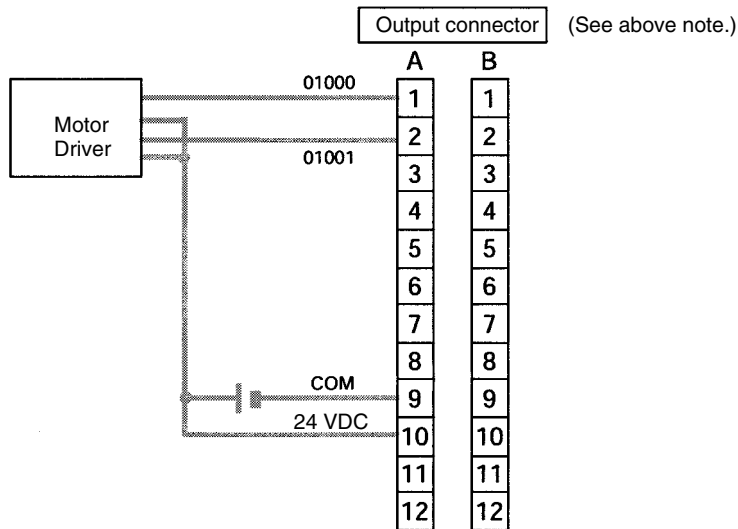 Output connector (See above note.)
A B
01000
Motor
Driver
01001
1 1
2 2
3 3
4 4
5 5
6 6
7 7
8 8
COM
9 9
24 VDC
10 10
11 11
12 12